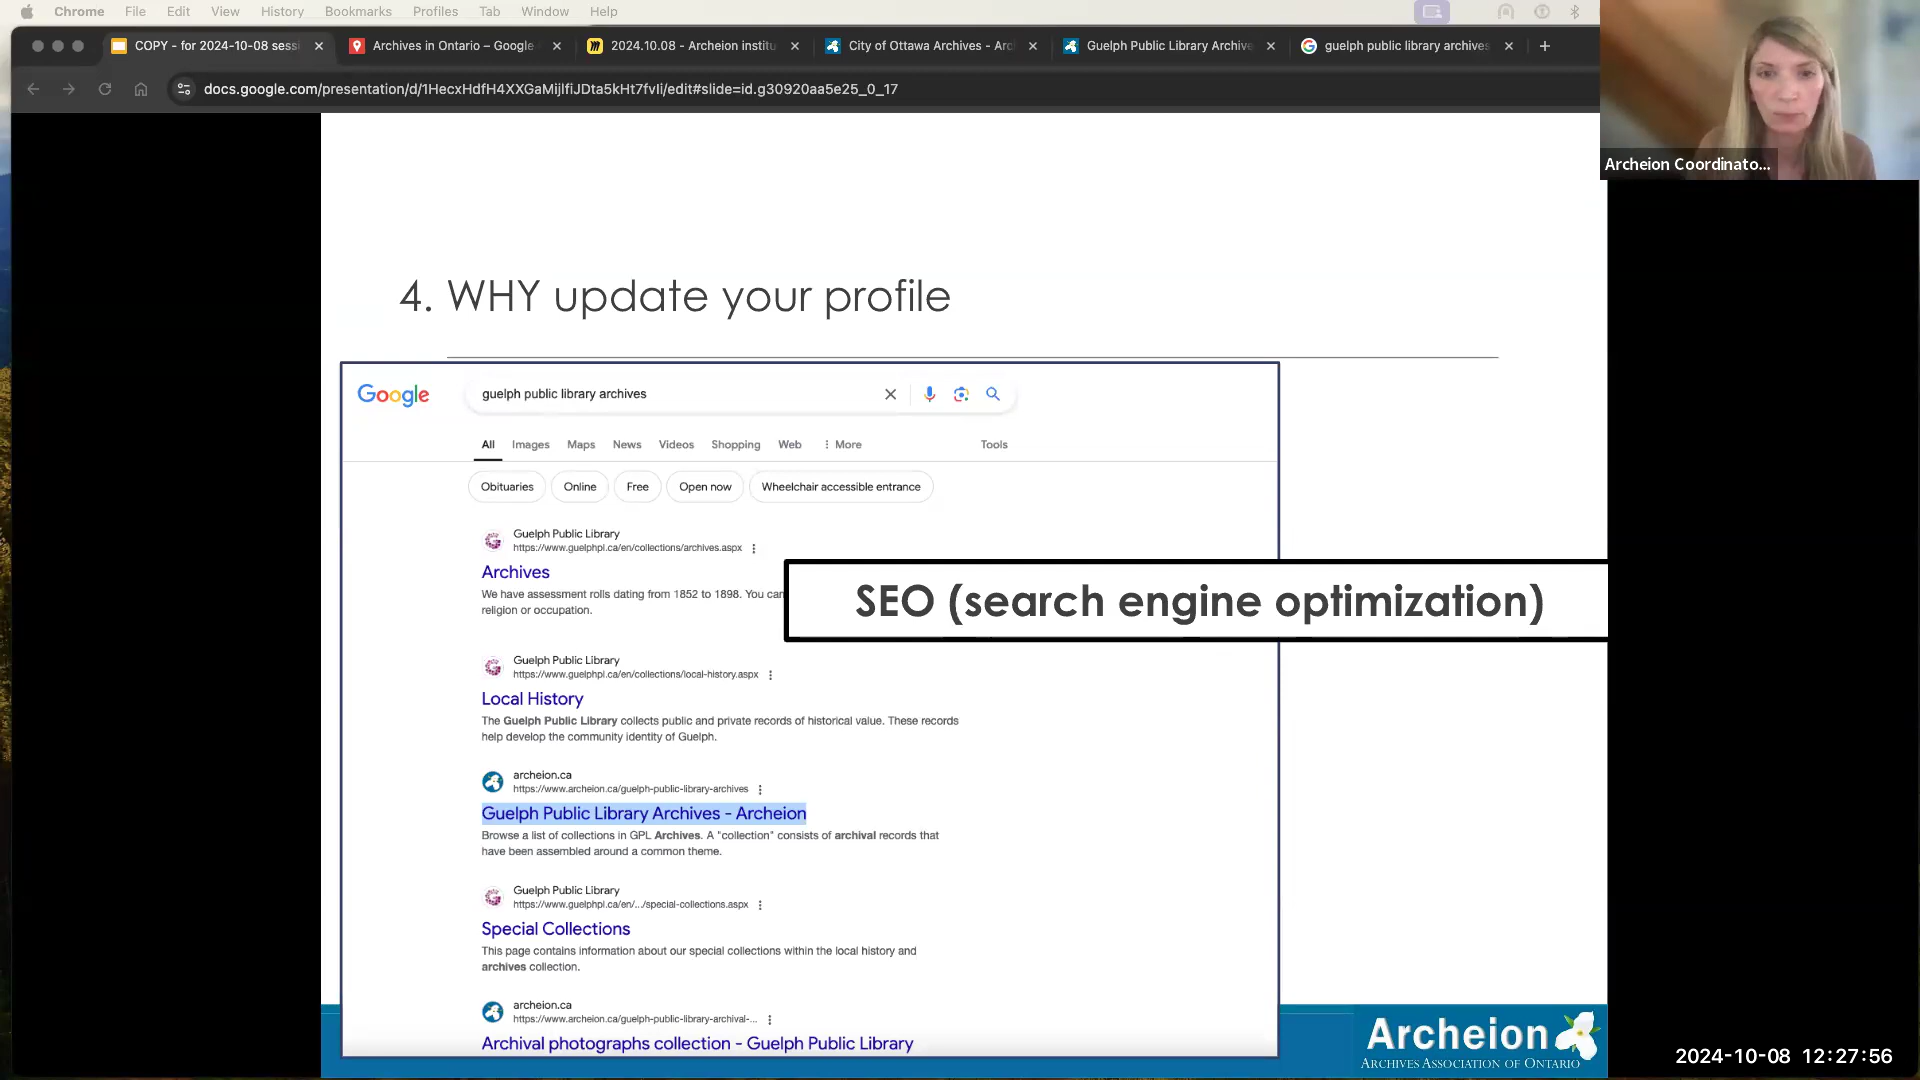 Chrome File Edit View History Bookmarks Profiles Tab Window Help
COPY - for 2024-10-08 sessi
Archives in Ontario – Google
2024.10.08 - Archeion institu
City of Ottawa Archives - Arc
Guelph Public Library Archive
guelph public library archives
docs.google.com/presentation/d/1HecxHdfH4XXGaMijlfiJDta5kHt7fvIi/edit#slide=id.g30920aa5e25_0_17
Archeion Coordinato...
4. WHY update your profile
Google
guelph public library archives
All Images Maps News Videos Shopping Web More Tools
Obituaries Online Free Open now Wheelchair accessible entrance
Guelph Public Library
https://www.guelphpl.ca/en/collections/archives.aspx
Archives
We have assessment rolls dating from 1852 to 1898. You can
religion or occupation.
SEO (search engine optimization)
Guelph Public Library
https://www.guelphpl.ca/en/collections/local-history.aspx
Local History
The Guelph Public Library collects public and private records of historical value. These records
help develop the community identity of Guelph.
archeion.ca
https://www.archeion.ca/guelph-public-library-archives
Guelph Public Library Archives - Archeion
Browse a list of collections in GPL Archives. A "collection" consists of archival records that
have been assembled around a common theme.
Guelph Public Library
https://www.guelphpl.ca/en/.../special-collections.aspx
Special Collections
This page contains information about our special collections within the local history and
archives collection.
archeion.ca
https://www.archeion.ca/guelph-public-library-archival-...
Archival photographs collection - Guelph Public Library
Archeion
ARCHIVES ASSOCIATION OF ONTARIO
2024-10-08 12:27:56